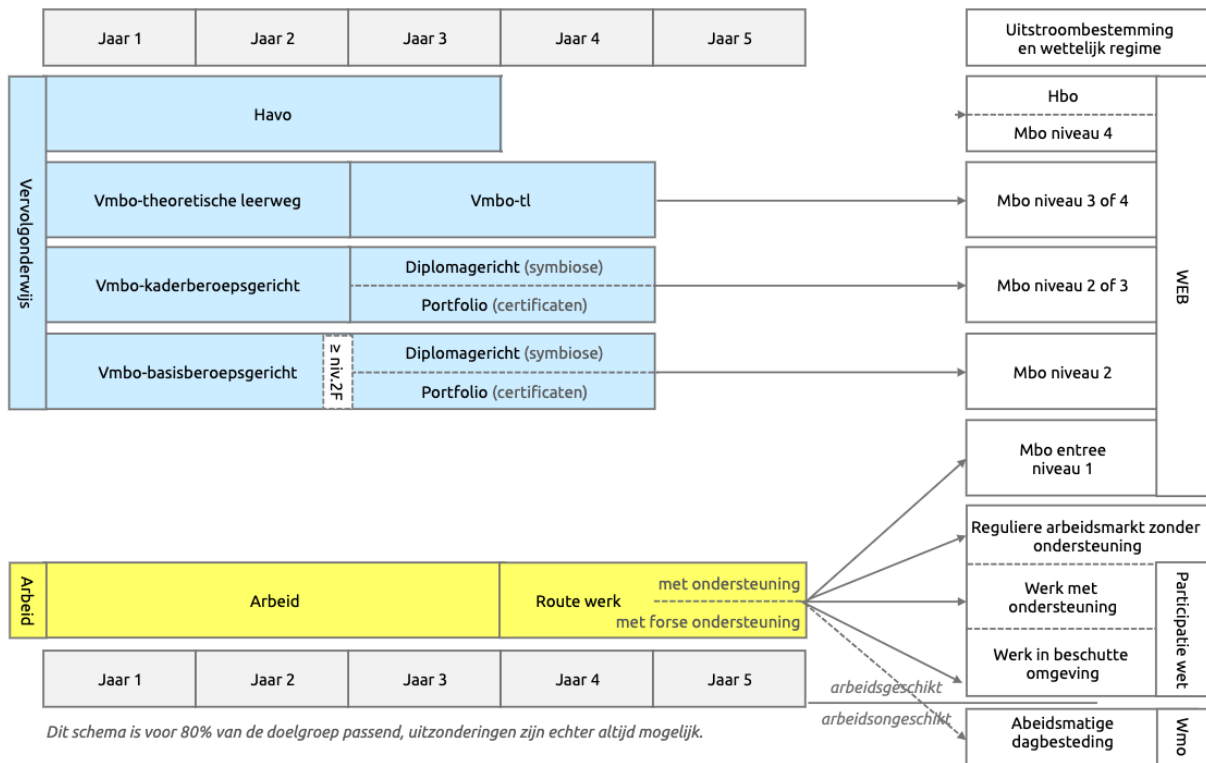 Jaar 1
Jaar 2
Jaar 3
Jaar 4
Jaar 5
Uitstroombestemming
en wettelijk regime
Vervolgonderwijs
Havo
Hbo
Mbo niveau 4
WEB
Vmbo-theoretische leerweg
Vmbo-tl
Mbo niveau 3 of 4
Vmbo-kaderberoepsgericht
Diplomagericht (symbiose)
Portfolio (certificaten)
Mbo niveau 2 of 3
Vmbo-basisberoepsgericht
≥ niv.2F
Diplomagericht (symbiose)
Portfolio (certificaten)
Mbo niveau 2
Mbo entree
niveau 1
Reguliere arbeidsmarkt zonder
ondersteuning
Arbeid
Arbeid
Route werk
met ondersteuning
met forse ondersteuning
Werk met
ondersteuning
Participatie wet
Werk in beschutte
omgeving
Jaar 1
Jaar 2
Jaar 3
Jaar 4
Jaar 5
arbeidsgeschikt
arbeidsongeschikt
Abeidsmatige
dagbesteding
Wmo
Dit schema is voor 80% van de doelgroep passend, uitzonderingen zijn echter altijd mogelijk.